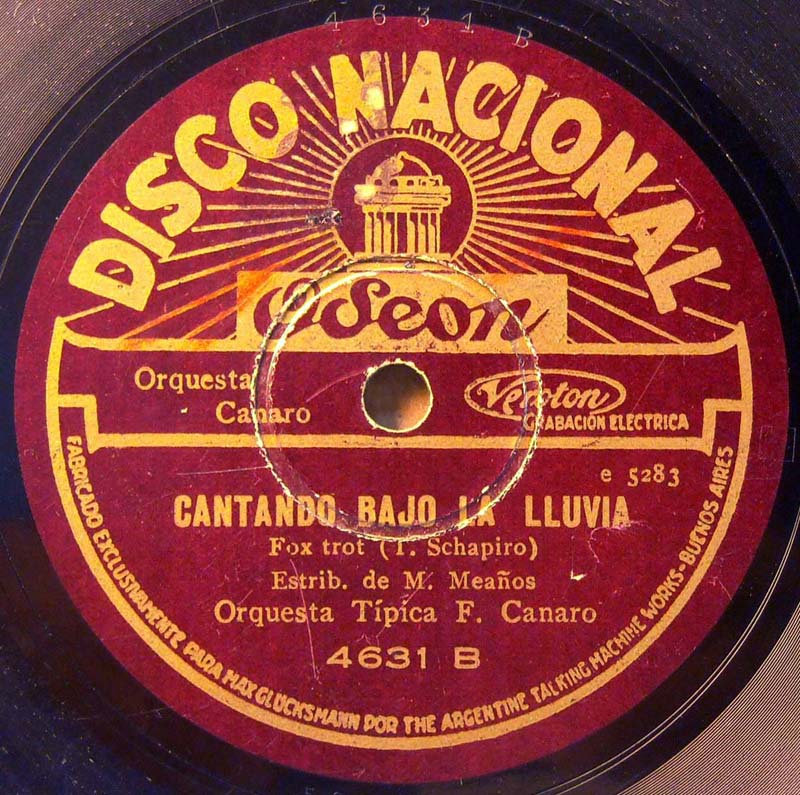 4631 B
DISCO NACIONAL
Odeon
Orquesta
Canaro
Veroton
GRABACIÓN ELECTRICA
e 5283
CANTANDO BAJO LA LLUVIA
Fox trot (T. Schapiro)
Estrib. de M. Meaños
Orquesta Típica F. Canaro
4631 B
FABRICADO EXCLUSIVAMENTE PARA MAX GLÜCKSMANN POR THE ARGENTINE TALKING MACHINE WORKS-BUENOS AIRES